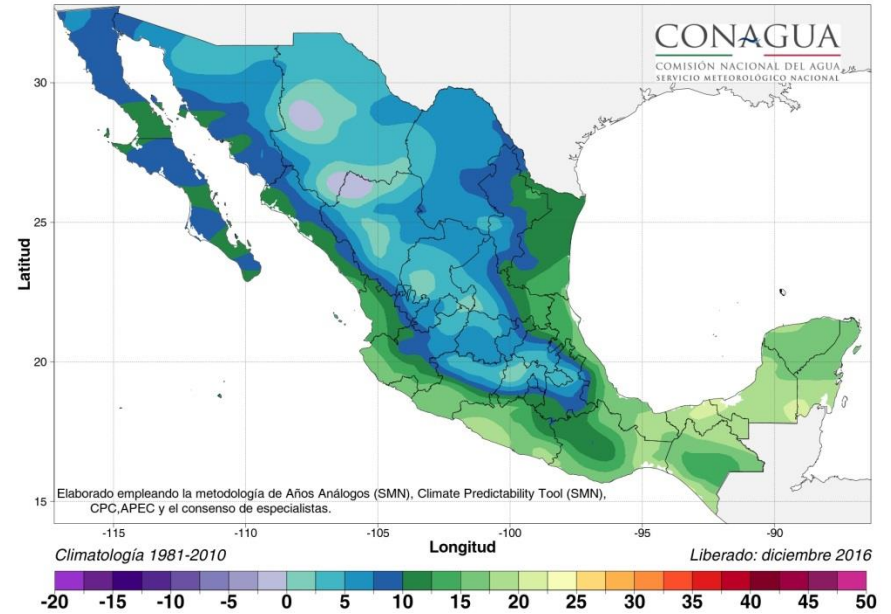 CONAGUA
COMISIÓN NACIONAL DEL AGUA
SERVICIO METEOROLÓGICO NACIONAL
30
25
20
15
Latitud
Elaborado empleando la metodología de Años Análogos (SMN), Climate Predictability Tool (SMN),
CPC,APEC y el consenso de especialistas.
-115 -110 -105 -100 -95 -90
Longitud
Climatología 1981-2010 Liberado: diciembre 2016
-20 -15 -10 -5 0 5 10 15 20 25 30 35 40 45 50